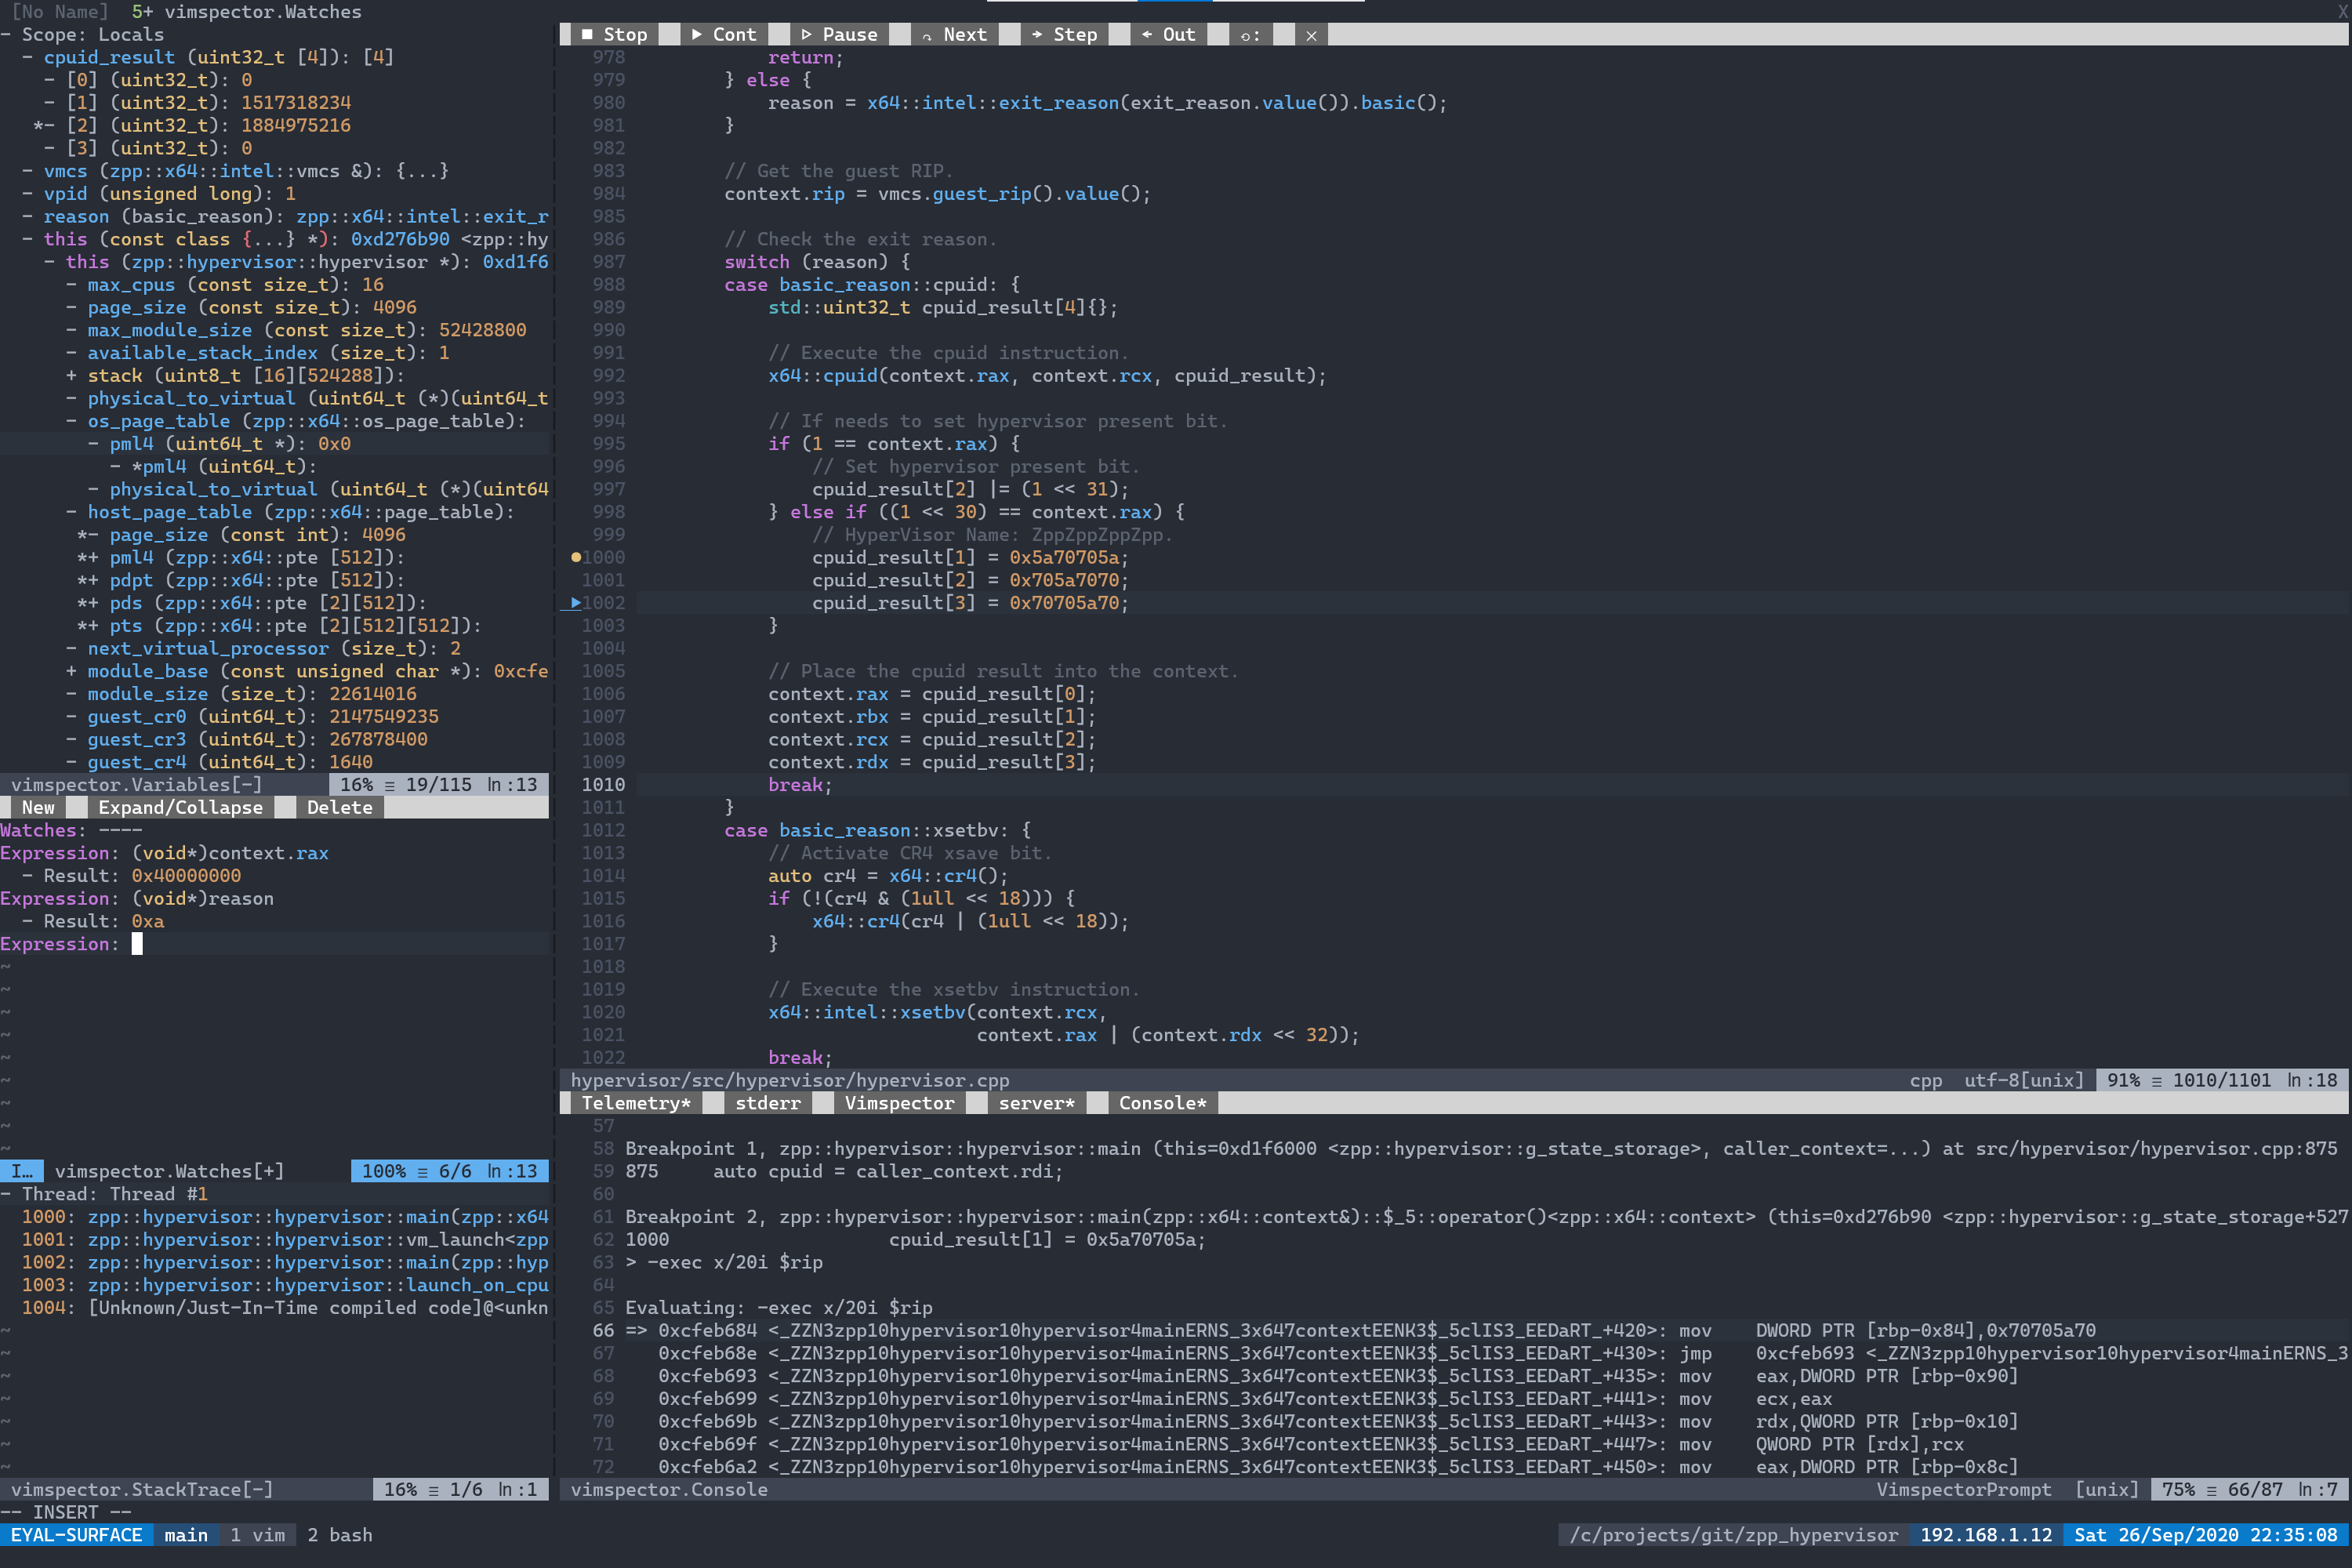 [No Name]  5+ vimspector.Watches X
- Scope: Locals
- cpuid_result (uint32_t [4]): [4]
- [0] (uint32_t): 0
- [1] (uint32_t): 1517318234
*- [2] (uint32_t): 1884975216
- [3] (uint32_t): 0
- vmcs (zpp::x64::intel::vmcs &): {...}
- vpid (unsigned long): 1
- reason (basic_reason): zpp::x64::intel::exit_r
- this (const class {...} *): 0xd276b90 <zpp::hy
- this (zpp::hypervisor::hypervisor *): 0xd1f6
- max_cpus (const size_t): 16
- page_size (const size_t): 4096
- max_module_size (const size_t): 52428800
- available_stack_index (size_t): 1
+ stack (uint8_t [16][524288]):
- physical_to_virtual (uint64_t (*)(uint64_t
- os_page_table (zpp::x64::os_page_table):
- pml4 (uint64_t *): 0x0
- *pml4 (uint64_t):
- physical_to_virtual (uint64_t (*)(uint64
- host_page_table (zpp::x64::page_table):
*- page_size (const int): 4096
*+ pml4 (zpp::x64::pte [512]):
*+ pdpt (zpp::x64::pte [512]):
*+ pds (zpp::x64::pte [2][512]):
*+ pts (zpp::x64::pte [2][512][512]):
- next_virtual_processor (size_t): 2
+ module_base (const unsigned char *): 0xcfe
- module_size (size_t): 22614016
- guest_cr0 (uint64_t): 2147549235
- guest_cr3 (uint64_t): 267878400
- guest_cr4 (uint64_t): 1640
vimspector.Variables[-] 16% ≡ 19/115 ln:13
New Expand/Collapse Delete
Watches: ----
Expression: (void*)context.rax
- Result: 0x40000000
Expression: (void*)reason
- Result: 0xa
Expression:
~
~
~
~
~
~
~
~
~
I… vimspector.Watches[+] 100% ≡ 6/6 ln:13
- Thread: Thread #1
1000: zpp::hypervisor::hypervisor::main(zpp::x64
1001: zpp::hypervisor::hypervisor::vm_launch<zpp
1002: zpp::hypervisor::hypervisor::main(zpp::hyp
1003: zpp::hypervisor::hypervisor::launch_on_cpu
1004: [Unknown/Just-In-Time compiled code]@<unkn
~
~
~
~
~
~
~
vimspector.StackTrace[-] 16% ≡ 1/6 ln:1
■ Stop ▶ Cont ▷ Pause ↷ Next → Step ← Out ⟲: ✕
978 return;
979 } else {
980 reason = x64::intel::exit_reason(exit_reason.value()).basic();
981 }
982
983 // Get the guest RIP.
984 context.rip = vmcs.guest_rip().value();
985
986 // Check the exit reason.
987 switch (reason) {
988 case basic_reason::cpuid: {
989 std::uint32_t cpuid_result[4]{};
990
991 // Execute the cpuid instruction.
992 x64::cpuid(context.rax, context.rcx, cpuid_result);
993
994 // If needs to set hypervisor present bit.
995 if (1 == context.rax) {
996 // Set hypervisor present bit.
997 cpuid_result[2] |= (1 << 31);
998 } else if ((1 << 30) == context.rax) {
999 // HyperVisor Name: ZppZppZppZpp.
●1000 cpuid_result[1] = 0x5a70705a;
1001 cpuid_result[2] = 0x705a7070;
▶1002 cpuid_result[3] = 0x70705a70;
1003 }
1004
1005 // Place the cpuid result into the context.
1006 context.rax = cpuid_result[0];
1007 context.rbx = cpuid_result[1];
1008 context.rcx = cpuid_result[2];
1009 context.rdx = cpuid_result[3];
1010 break;
1011 }
1012 case basic_reason::xsetbv: {
1013 // Activate CR4 xsave bit.
1014 auto cr4 = x64::cr4();
1015 if (!(cr4 & (1ull << 18))) {
1016 x64::cr4(cr4 | (1ull << 18));
1017 }
1018
1019 // Execute the xsetbv instruction.
1020 x64::intel::xsetbv(context.rcx,
1021 context.rax | (context.rdx << 32));
1022 break;
hypervisor/src/hypervisor/hypervisor.cpp cpp utf-8[unix] 91% ≡ 1010/1101 ln:18
Telemetry* stderr Vimspector server* Console*
57
58 Breakpoint 1, zpp::hypervisor::hypervisor::main (this=0xd1f6000 <zpp::hypervisor::g_state_storage>, caller_context=...) at src/hypervisor/hypervisor.cpp:875
59 875 auto cpuid = caller_context.rdi;
60
61 Breakpoint 2, zpp::hypervisor::hypervisor::main(zpp::x64::context&)::$_5::operator()<zpp::x64::context> (this=0xd276b90 <zpp::hypervisor::g_state_storage+527
62 1000 cpuid_result[1] = 0x5a70705a;
63 > -exec x/20i $rip
64
65 Evaluating: -exec x/20i $rip
66 => 0xcfeb684 <_ZZN3zpp10hypervisor10hypervisor4mainERNS_3x647contextEENK3$_5clIS3_EEDaRT_+420>: mov DWORD PTR [rbp-0x84],0x70705a70
67 0xcfeb68e <_ZZN3zpp10hypervisor10hypervisor4mainERNS_3x647contextEENK3$_5clIS3_EEDaRT_+430>: jmp 0xcfeb693 <_ZZN3zpp10hypervisor10hypervisor4mainERNS_3
68 0xcfeb693 <_ZZN3zpp10hypervisor10hypervisor4mainERNS_3x647contextEENK3$_5clIS3_EEDaRT_+435>: mov eax,DWORD PTR [rbp-0x90]
69 0xcfeb699 <_ZZN3zpp10hypervisor10hypervisor4mainERNS_3x647contextEENK3$_5clIS3_EEDaRT_+441>: mov ecx,eax
70 0xcfeb69b <_ZZN3zpp10hypervisor10hypervisor4mainERNS_3x647contextEENK3$_5clIS3_EEDaRT_+443>: mov rdx,QWORD PTR [rbp-0x10]
71 0xcfeb69f <_ZZN3zpp10hypervisor10hypervisor4mainERNS_3x647contextEENK3$_5clIS3_EEDaRT_+447>: mov QWORD PTR [rdx],rcx
72 0xcfeb6a2 <_ZZN3zpp10hypervisor10hypervisor4mainERNS_3x647contextEENK3$_5clIS3_EEDaRT_+450>: mov eax,DWORD PTR [rbp-0x8c]
vimspector.Console VimspectorPrompt [unix] 75% ≡ 66/87 ln:7
-- INSERT --
EYAL-SURFACE main 1 vim 2 bash /c/projects/git/zpp_hypervisor 192.168.1.12 Sat 26/Sep/2020 22:35:08